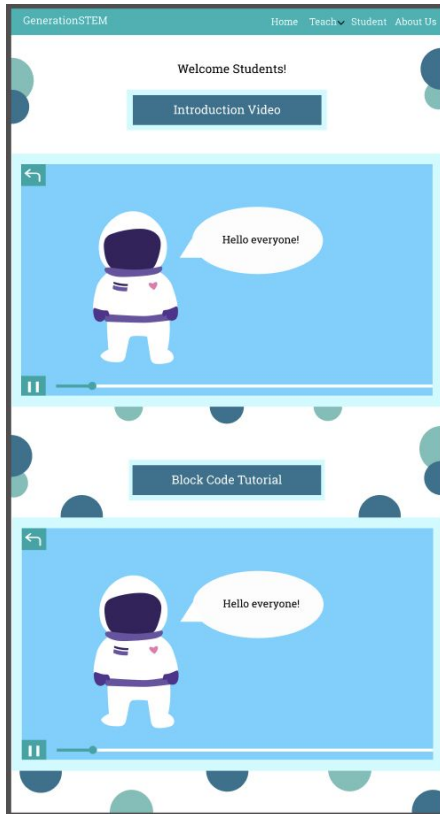 GenerationSTEM Home Teach Student About Us
Welcome Students!
Introduction Video
Hello everyone!
Block Code Tutorial
Hello everyone!